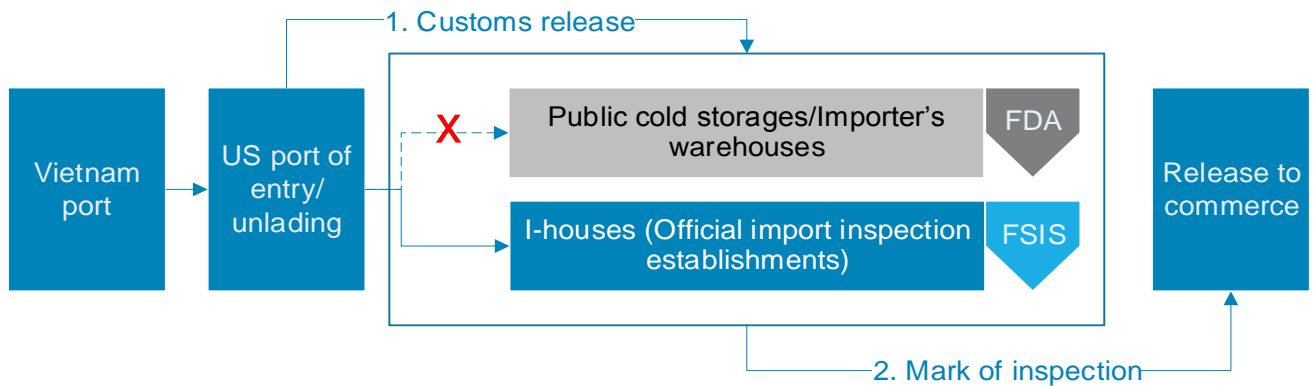 1. Customs release
Vietnam
port
US port of
entry/
unlading
X
Public cold storages/Importer's
warehouses
FDA
I-houses (Official import inspection
establishments)
FSIS
Release to
commerce
2. Mark of inspection